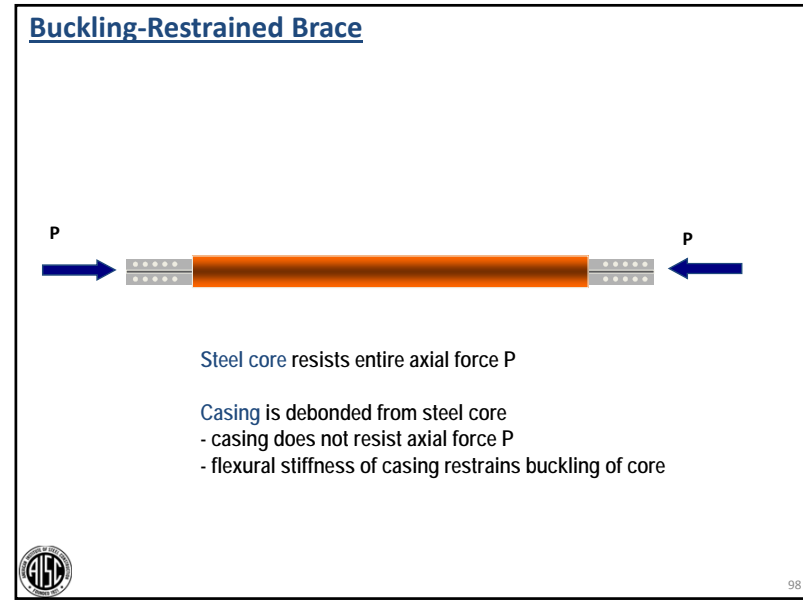 Buckling-Restrained Brace
P
P
Steel core resists entire axial force P
Casing is debonded from steel core
- casing does not resist axial force P
- flexural stiffness of casing restrains buckling of core
AISC
98